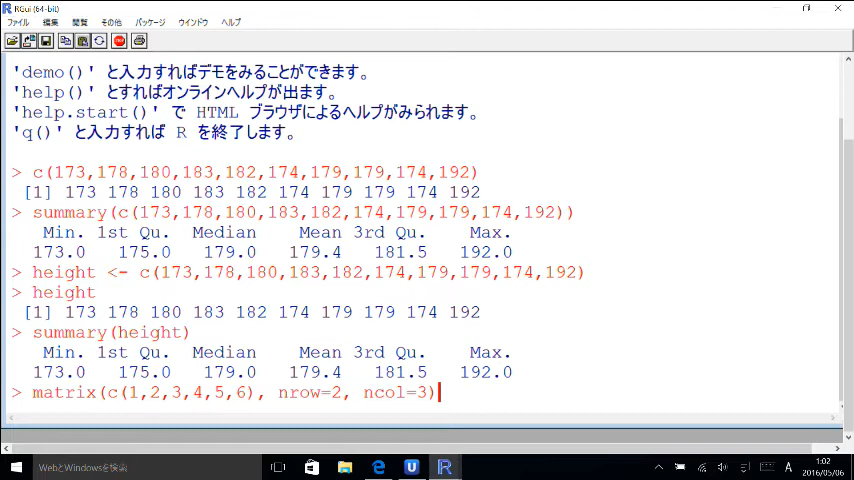 RGui (64-bit)
ファイル 編集 閲覧 その他 パッケージ ウインドウ ヘルプ
STOP
'demo()' と入力すればデモをみることができます。
'help()' とすればオンラインヘルプが出ます。
'help.start()' で HTML ブラウザによるヘルプがみられます。
'q()' と入力すれば R を終了します。
> c(173,178,180,183,182,174,179,179,174,192)
[1] 173 178 180 183 182 174 179 179 174 192
> summary(c(173,178,180,183,182,174,179,179,174,192))
Min. 1st Qu. Median Mean 3rd Qu. Max.
173.0 175.0 179.0 179.4 181.5 192.0
> height <- c(173,178,180,183,182,174,179,179,174,192)
> height
[1] 173 178 180 183 182 174 179 179 174 192
> summary(height)
Min. 1st Qu. Median Mean 3rd Qu. Max.
173.0 175.0 179.0 179.4 181.5 192.0
> matrix(c(1,2,3,4,5,6), nrow=2, ncol=3)
WebとWindowsを検索
A
1:02
2016/05/06